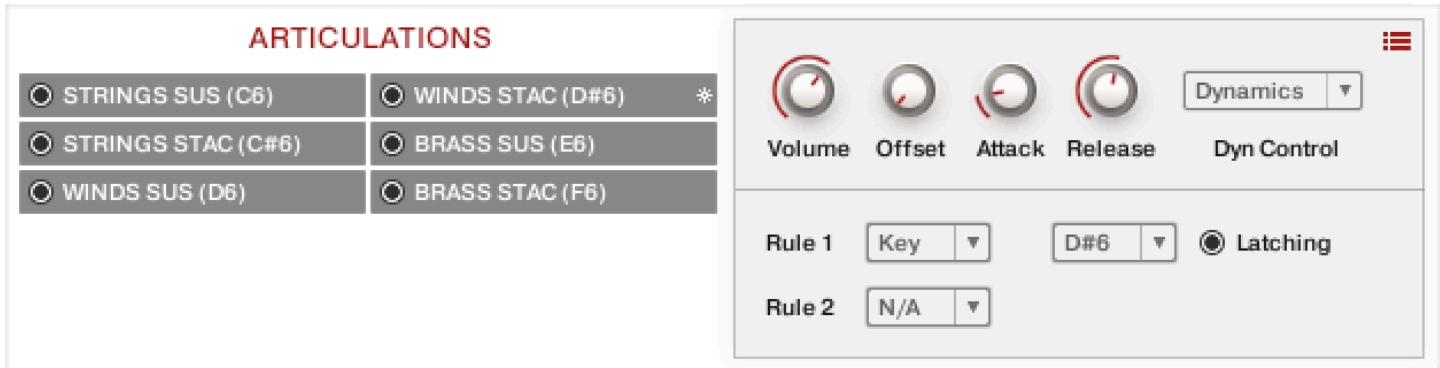 ARTICULATIONS
STRINGS SUS (C6)
STRINGS STAC (C#6)
WINDS SUS (D6)
WINDS STAC (D#6)
BRASS SUS (E6)
BRASS STAC (F6)
Volume Offset Attack Release
Dynamics
Dyn Control
Rule 1 Key D#6 Latching
Rule 2 N/A